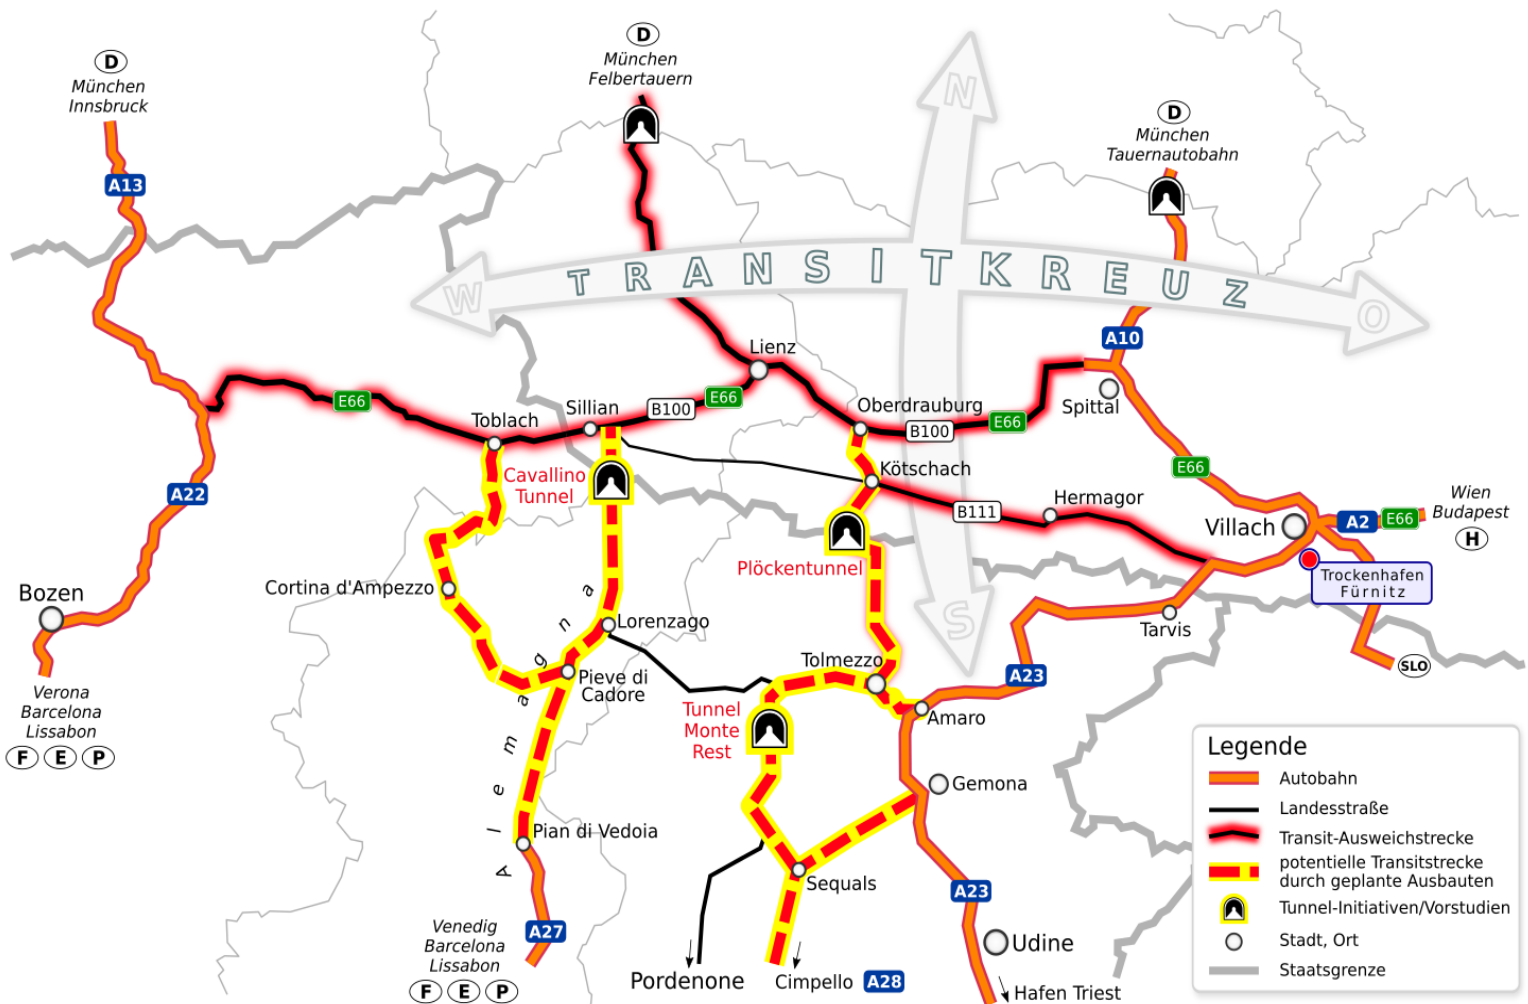 D
München
Innsbruck
D
München
Felbertauern
D
München
Tauernautobahn
N
W
O
S
TRANSITKREUZ
A13
A10
E66
Lienz
Sillian
B100
E66
Toblach
Oberdrauburg
B100
E66
Spittal
Cavallino
Tunnel
Kötschach
A22
B111
Hermagor
E66
Villach
A2
E66
Wien
Budapest
H
Plöckentunnel
Trockenhafen
Fürnitz
Cortina d'Ampezzo
Bozen
Lorenzago
Tarvis
SLO
Tolmezzo
A23
Pieve di
Cadore
Amaro
Verona
Barcelona
Lissabon
F E P
Tunnel
Monte
Rest
Alemagna
Gemona
Pian di Vedoia
Sequals
A23
A27
Venedig
Barcelona
Lissabon
F E P
Udine
Pordenone
Cimpello
A28
Hafen Triest
Legende
Autobahn
Landesstraße
Transit-Ausweichstrecke
potentielle Transitstrecke
durch geplante Ausbauten
Tunnel-Initiativen/Vorstudien
Stadt, Ort
Staatsgrenze